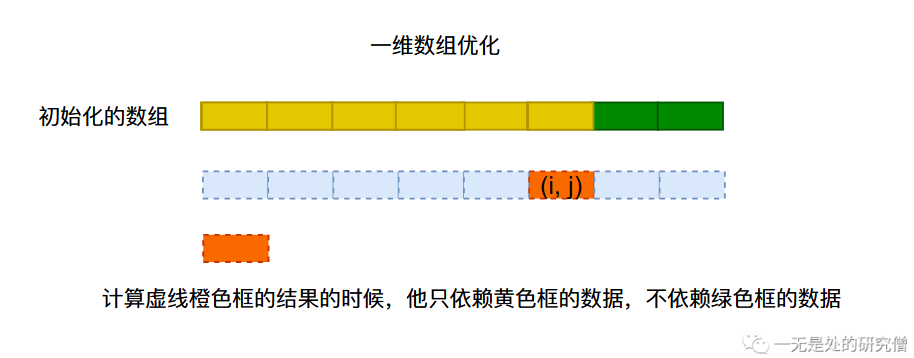 一维数组优化
初始化的数组
(i, j)
计算虚线橙色框的结果的时候，他只依赖黄色框的数据，不依赖绿色框的数据
一无是处的研究僧